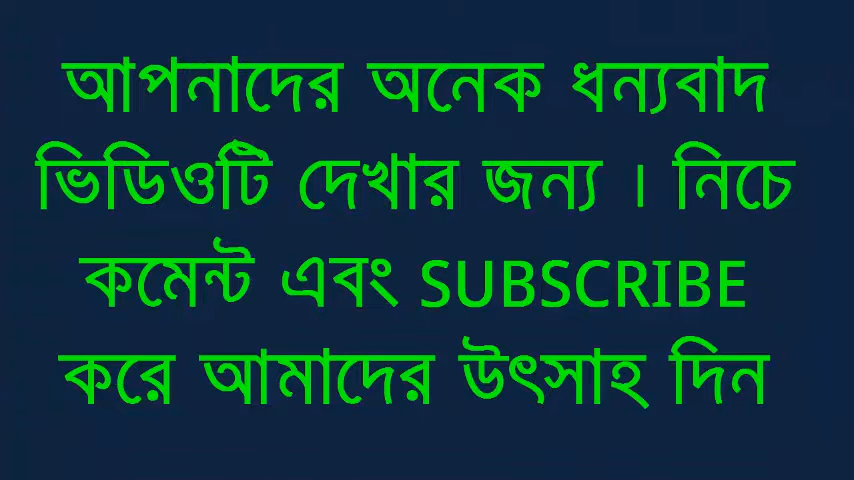 আপনাদের অনেক ধন্যবাদ
ভিডিওটি দেখার জন্য । নিচে
কমেন্ট এবং SUBSCRIBE
করে আমাদের উৎসাহ দিন